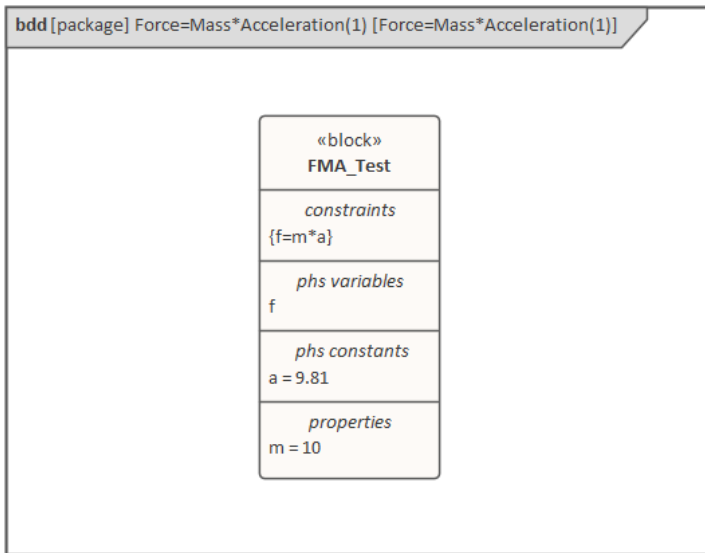 bdd [package] Force=Mass*Acceleration(1) [Force=Mass*Acceleration(1)]
«block»
FMA_Test
constraints
{f=m*a}
phs variables
f
phs constants
a = 9.81
properties
m = 10